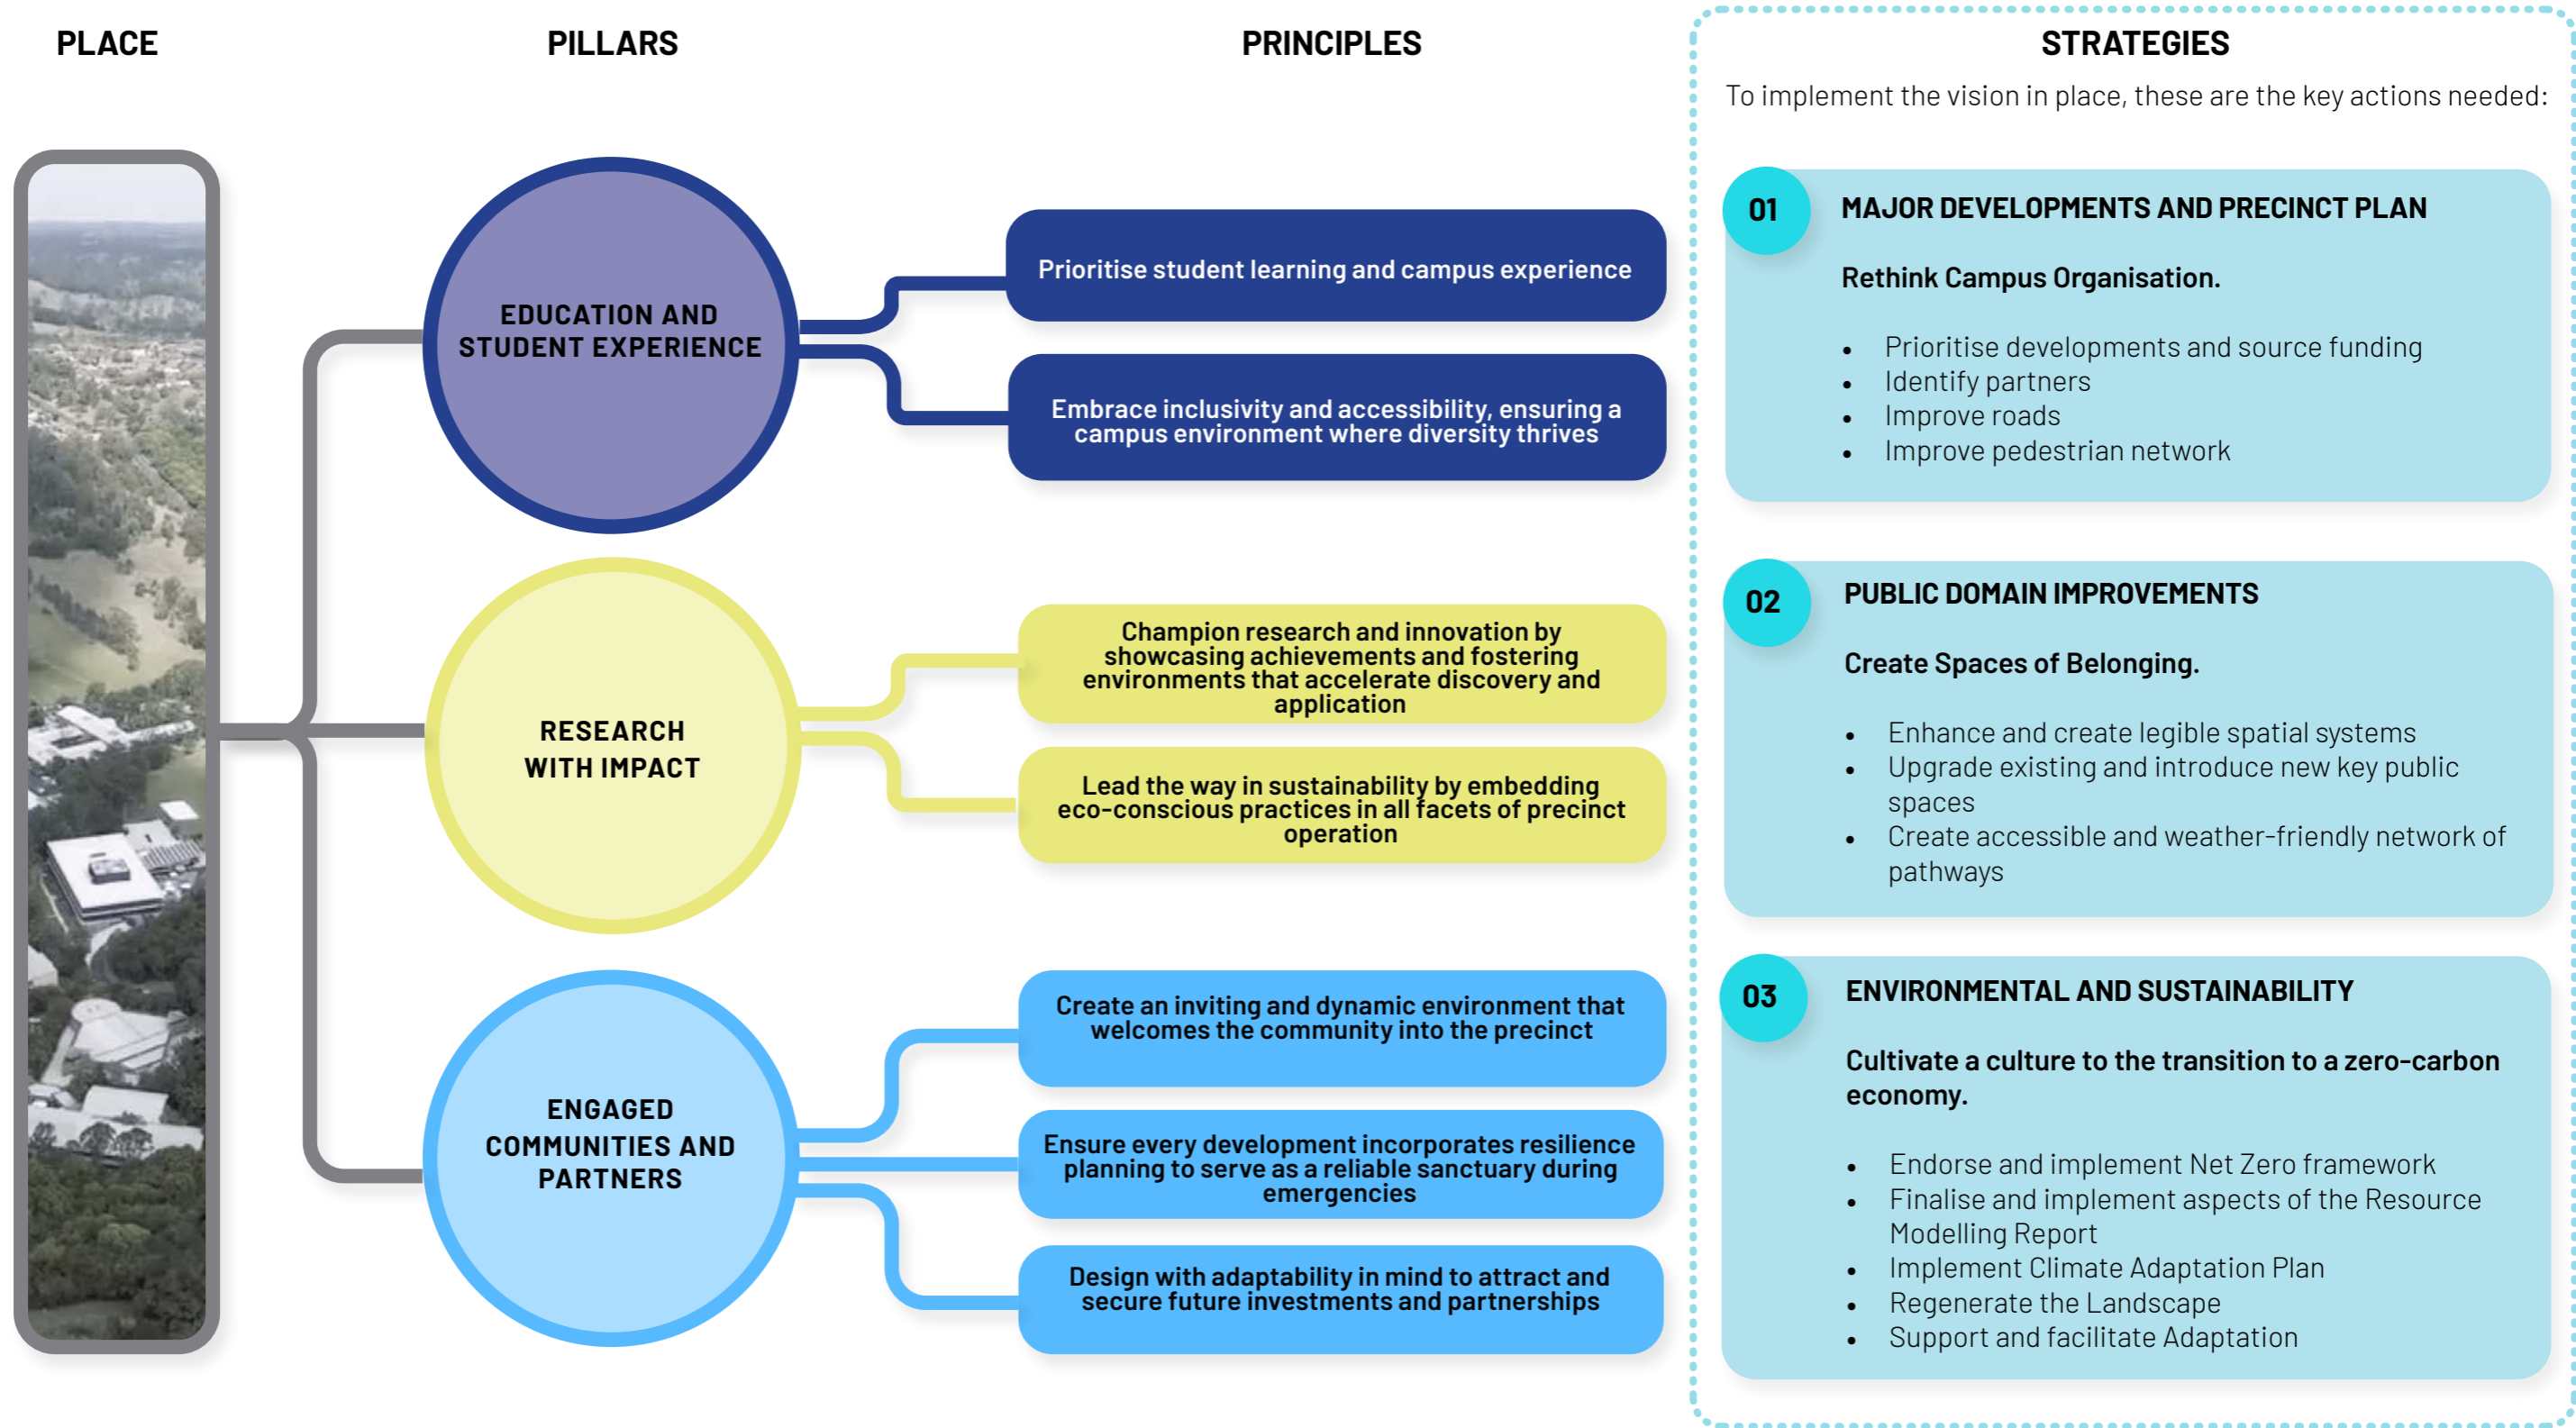 PLACE
PILLARS
PRINCIPLES
STRATEGIES
To implement the vision in place, these are the key actions needed:
EDUCATION AND
STUDENT EXPERIENCE
Prioritise student learning and campus experience
Embrace inclusivity and accessibility, ensuring a
campus environment where diversity thrives
RESEARCH
WITH IMPACT
Champion research and innovation by
showcasing achievements and fostering
environments that accelerate discovery and
application
Lead the way in sustainability by embedding
eco-conscious practices in all facets of precinct
operation
ENGAGED
COMMUNITIES AND
PARTNERS
Create an inviting and dynamic environment that
welcomes the community into the precinct
Ensure every development incorporates resilience
planning to serve as a reliable sanctuary during
emergencies
Design with adaptability in mind to attract and
secure future investments and partnerships
01
MAJOR DEVELOPMENTS AND PRECINCT PLAN
Rethink Campus Organisation.
• Prioritise developments and source funding
• Identify partners
• Improve roads
• Improve pedestrian network
02
PUBLIC DOMAIN IMPROVEMENTS
Create Spaces of Belonging.
• Enhance and create legible spatial systems
• Upgrade existing and introduce new key public
spaces
• Create accessible and weather-friendly network of
pathways
03
ENVIRONMENTAL AND SUSTAINABILITY
Cultivate a culture to the transition to a zero-carbon
economy.
• Endorse and implement Net Zero framework
• Finalise and implement aspects of the Resource
Modelling Report
• Implement Climate Adaptation Plan
• Regenerate the Landscape
• Support and facilitate Adaptation